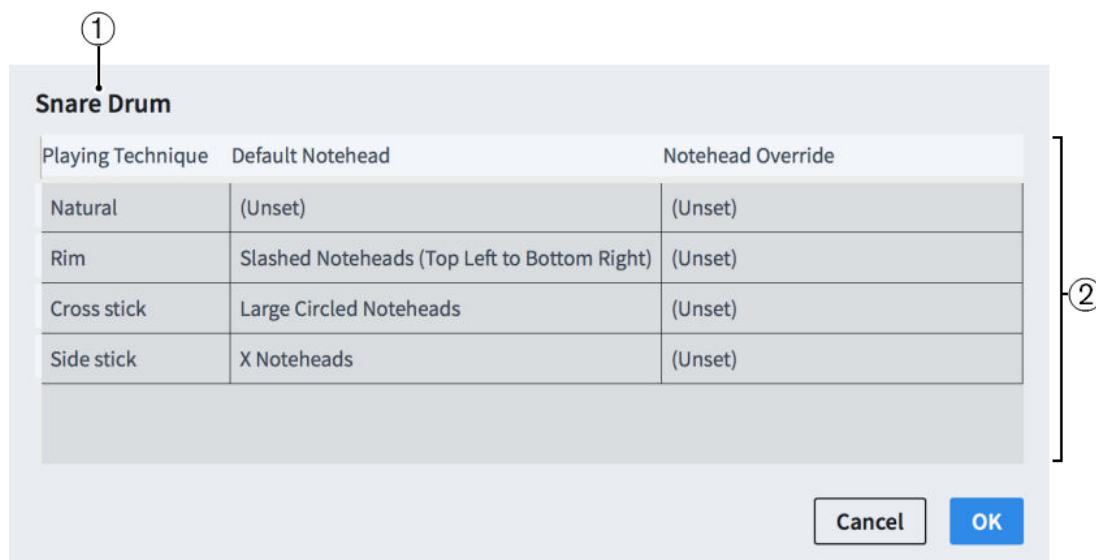 ①
Snare Drum
Playing Technique Default Notehead Notehead Override
Natural (Unset) (Unset)
Rim Slashed Noteheads (Top Left to Bottom Right) (Unset)
Cross stick Large Circled Noteheads (Unset)
②
Side stick X Noteheads (Unset)
Cancel OK